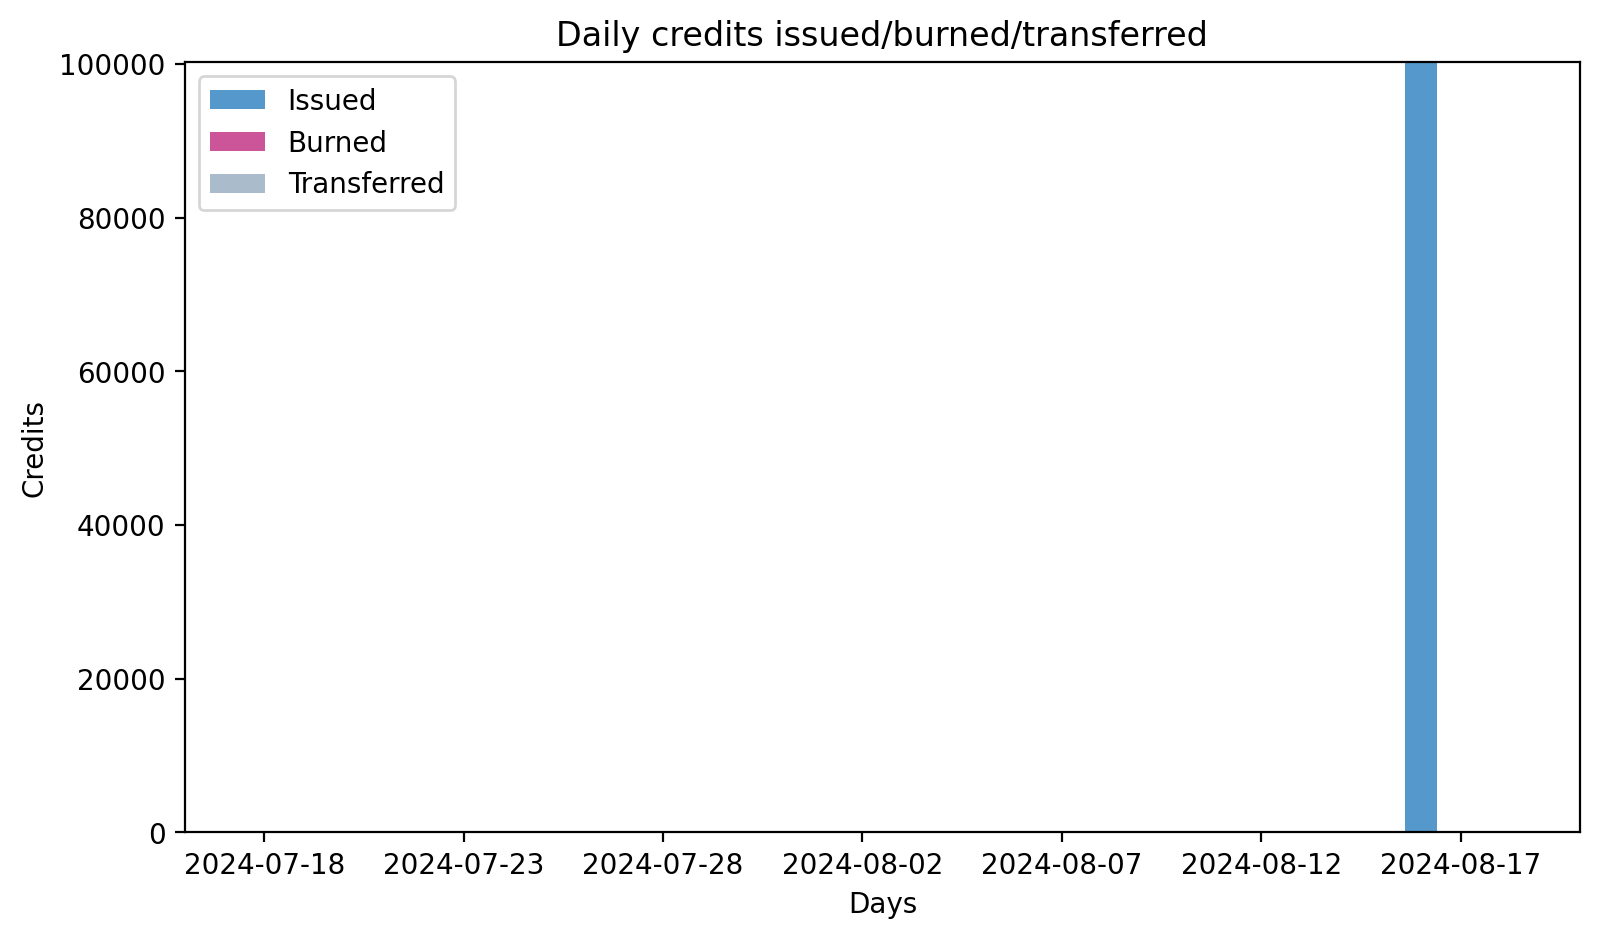 Daily credits issued/burned/transferred
100000
80000
60000
40000
20000
0
Credits
Issued
Burned
Transferred
2024-07-18 2024-07-23 2024-07-28 2024-08-02 2024-08-07 2024-08-12 2024-08-17
Days